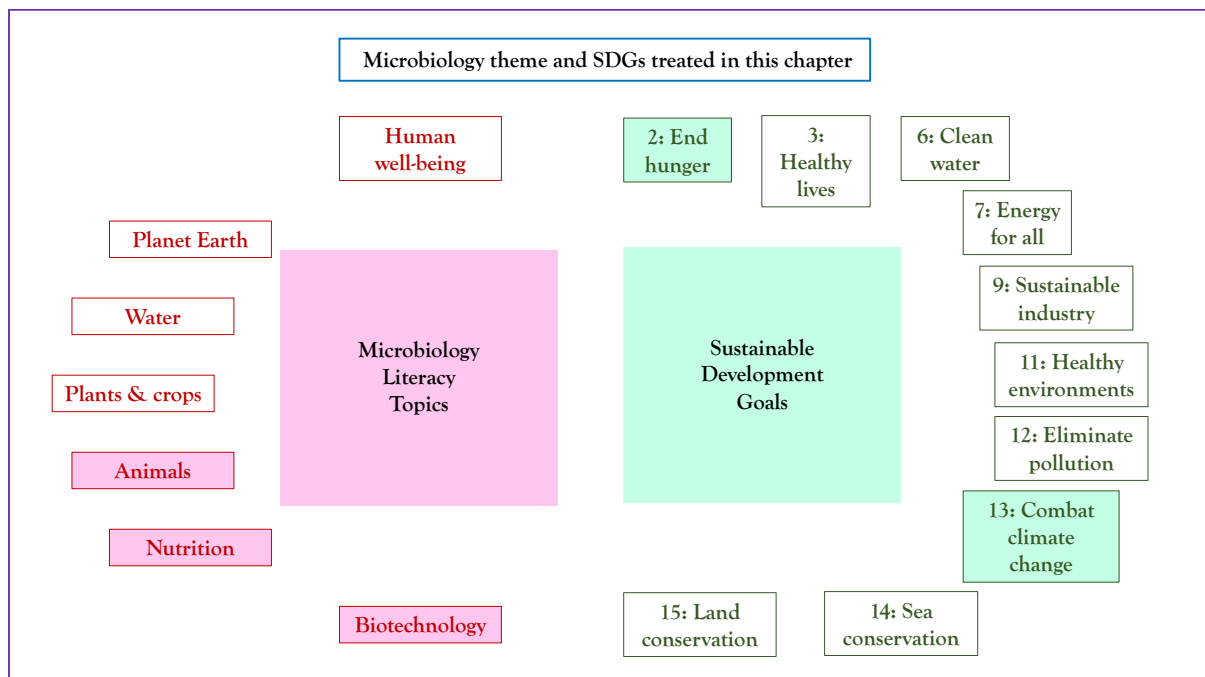 Microbiology theme and SDGs treated in this chapter
Human
well-being
Planet Earth
Water
Plants & crops
Animals
Nutrition
Biotechnology
Microbiology
Literacy
Topics
Sustainable
Development
Goals
2: End
hunger
3:
Healthy
lives
6: Clean
water
7: Energy
for all
9: Sustainable
industry
11: Healthy
environments
12: Eliminate
pollution
13: Combat
climate
change
14: Sea
conservation
15: Land
conservation